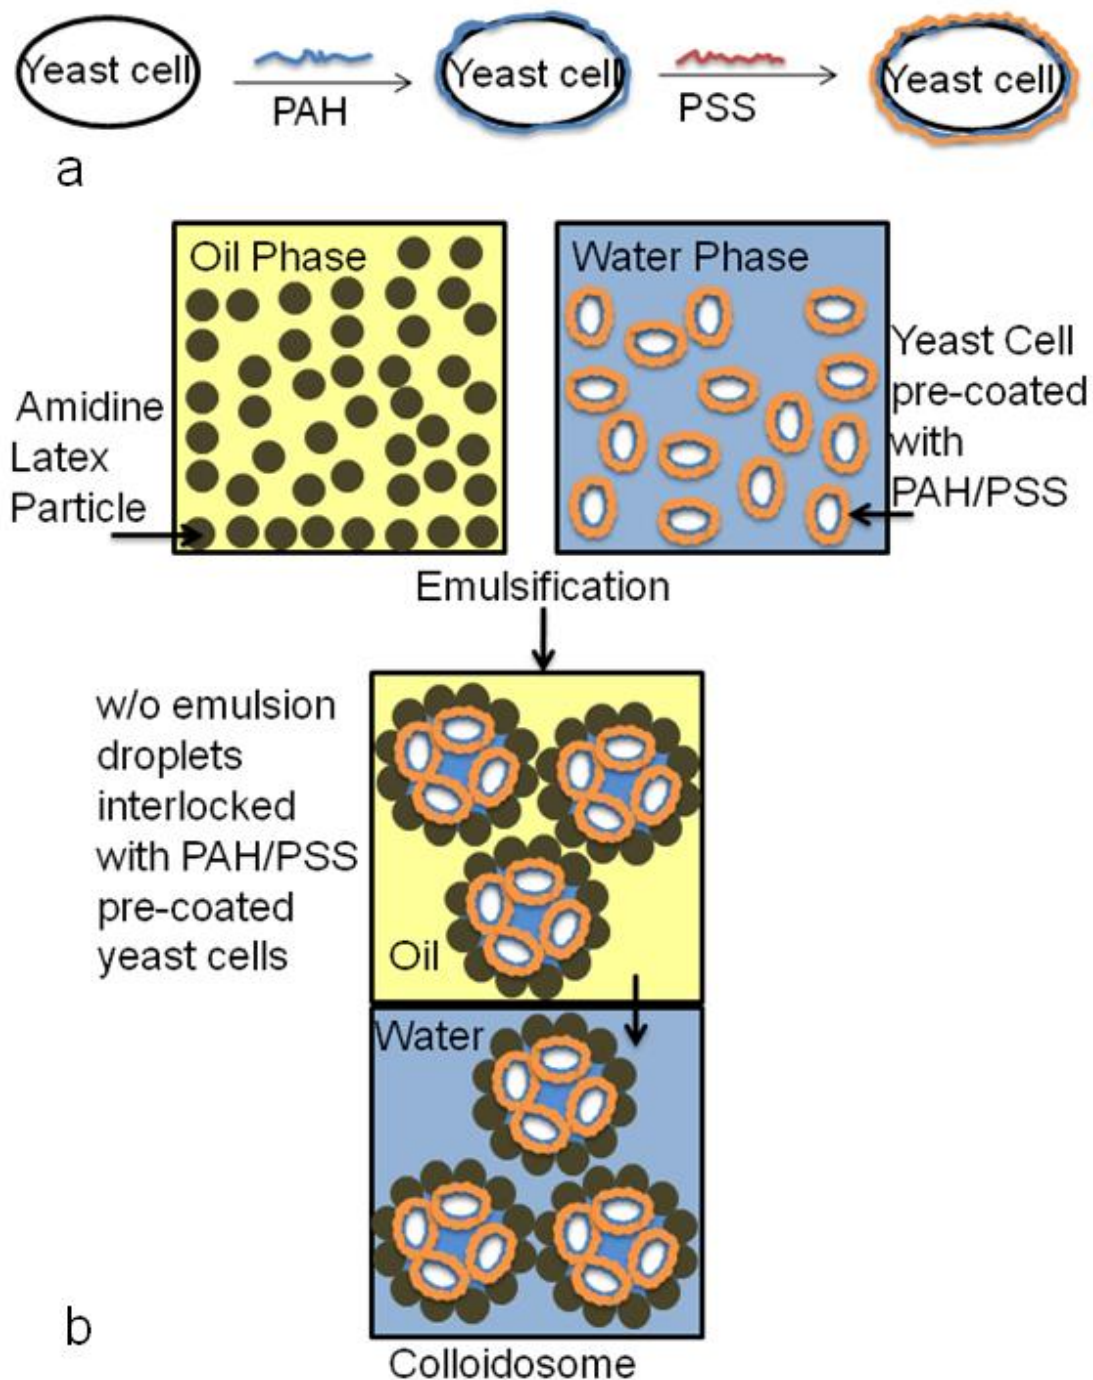 Yeast cell
PAH
Yeast cell
PSS
Yeast cell
a
Oil Phase
Water Phase
Amidine
Latex
Particle
Yeast Cell
pre-coated
with
PAH/PSS
Emulsification
w/o emulsion
droplets
interlocked
with PAH/PSS
pre-coated
yeast cells
Oil
Water
b
Colloidosome